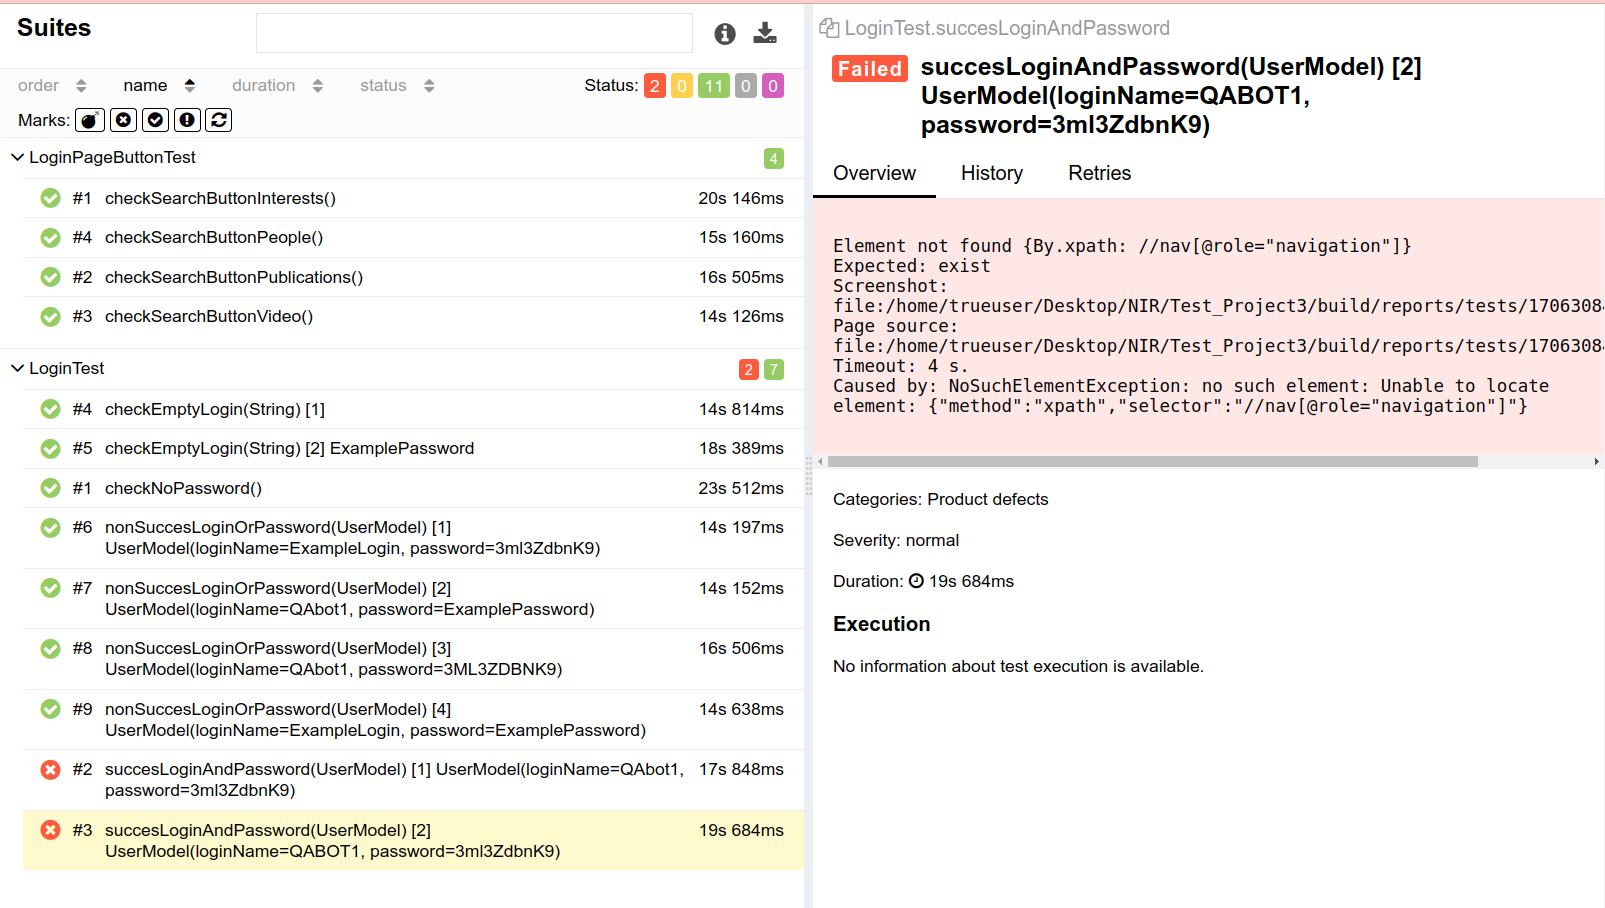 Suites
order name duration status Status: 2 0 11 0 0
Marks:
LoginPageButtonTest 4
#1 checkSearchButtonInterests() 20s 146ms
#4 checkSearchButtonPeople() 15s 160ms
#2 checkSearchButtonPublications() 16s 505ms
#3 checkSearchButtonVideo() 14s 126ms
LoginTest 2 7
#4 checkEmptyLogin(String) [1] 14s 814ms
#5 checkEmptyLogin(String) [2] ExamplePassword 18s 389ms
#1 checkNoPassword() 23s 512ms
#6 nonSuccesLoginOrPassword(UserModel) [1] 14s 197ms
UserModel(loginName=ExampleLogin, password=3ml3ZdbnK9)
#7 nonSuccesLoginOrPassword(UserModel) [2] 14s 152ms
UserModel(loginName=QAbot1, password=ExamplePassword)
#8 nonSuccesLoginOrPassword(UserModel) [3] 16s 506ms
UserModel(loginName=QAbot1, password=3ML3ZDBNK9)
#9 nonSuccesLoginOrPassword(UserModel) [4] 14s 638ms
UserModel(loginName=ExampleLogin, password=ExamplePassword)
#2 succesLoginAndPassword(UserModel) [1] UserModel(loginName=QAbot1, 17s 848ms
password=3ml3ZdbnK9)
#3 succesLoginAndPassword(UserModel) [2] 19s 684ms
UserModel(loginName=QABOT1, password=3ml3ZdbnK9)
LoginTest.succesLoginAndPassword
Failed succesLoginAndPassword(UserModel) [2]
UserModel(loginName=QABOT1,
password=3ml3ZdbnK9)
Overview History Retries
Element not found {By.xpath: //nav[@role="navigation"]}
Expected: exist
Screenshot:
file:/home/trueuser/Desktop/NIR/Test_Project3/build/reports/tests/1706308
Page source:
file:/home/trueuser/Desktop/NIR/Test_Project3/build/reports/tests/1706308
Timeout: 4 s.
Caused by: NoSuchElementException: no such element: Unable to locate
element: {"method":"xpath","selector":"//nav[@role="navigation"]"}
Categories: Product defects
Severity: normal
Duration: 19s 684ms
Execution
No information about test execution is available.